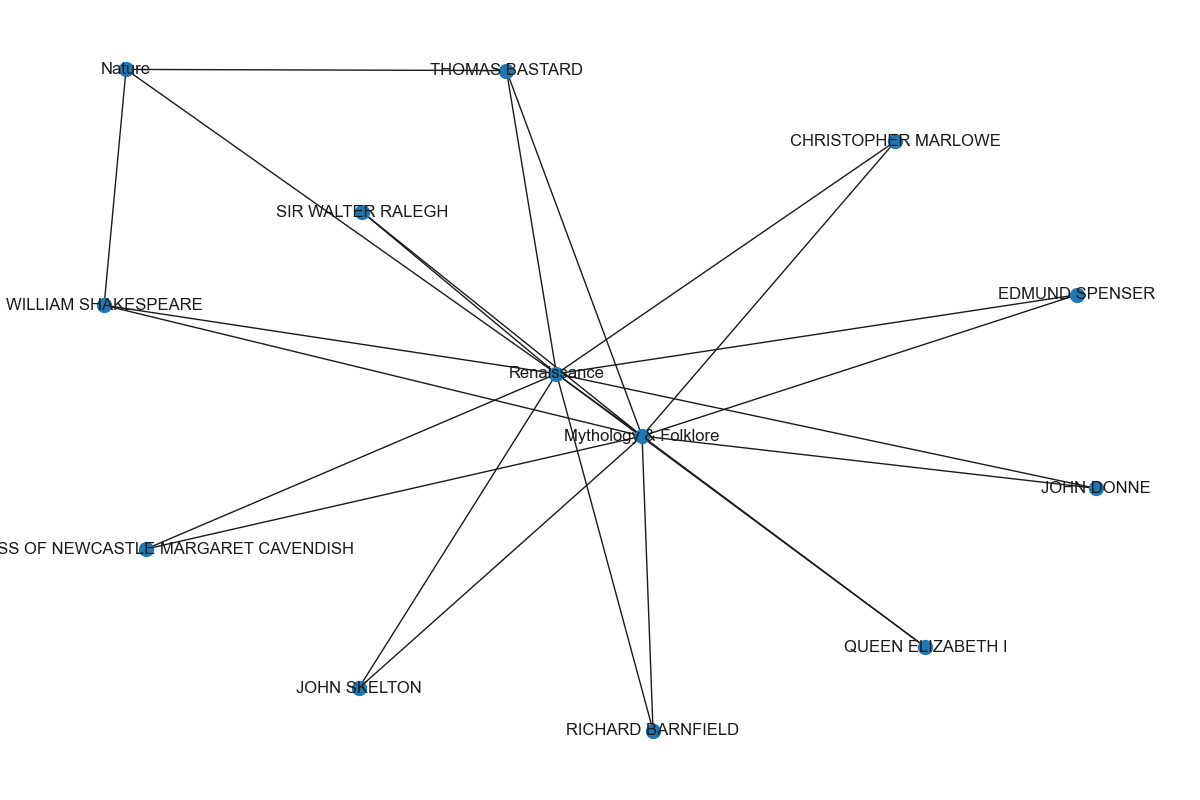 Nature
THOMAS BASTARD
CHRISTOPHER MARLOWE
SIR WALTER RALEGH
EDMUND SPENSER
WILLIAM SHAKESPEARE
Renaissance
Mythology & Folklore
JOHN DONNE
SS OF NEWCASTLE MARGARET CAVENDISH
QUEEN ELIZABETH I
JOHN SKELTON
RICHARD BARNFIELD